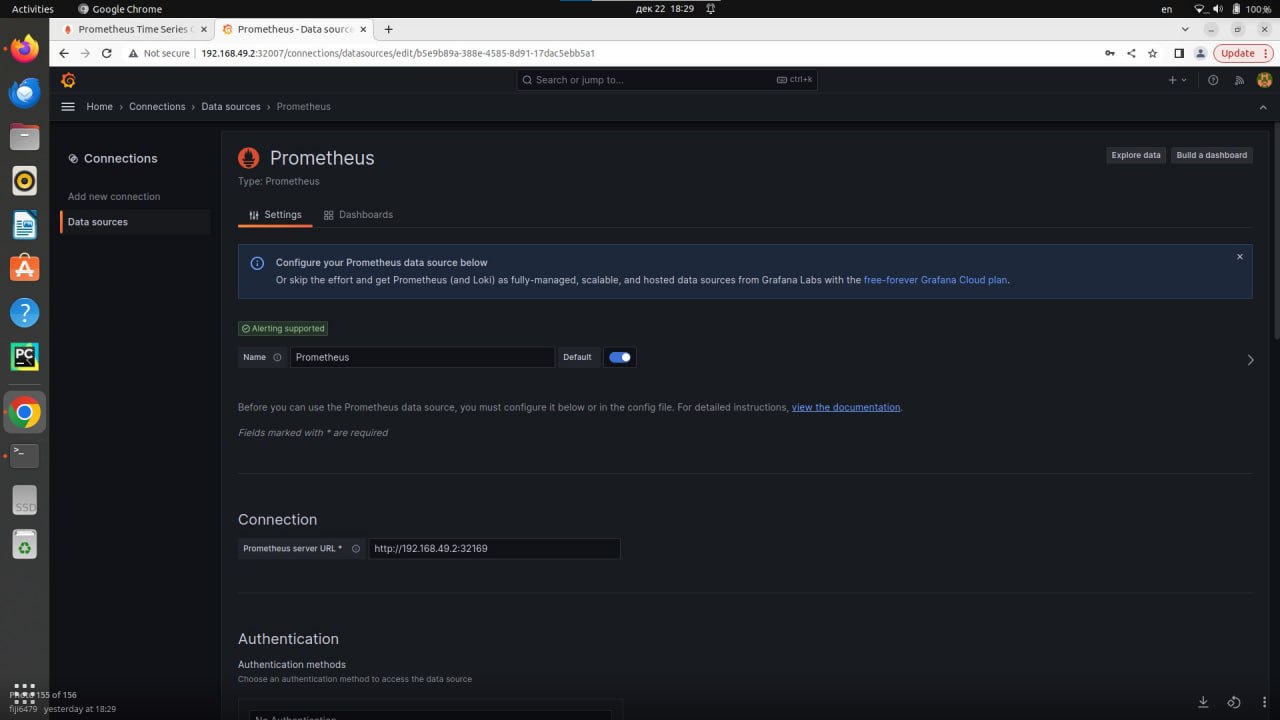 Activities
Google Chrome
дек 22 18:29
en
100%
Prometheus Time Series C
Prometheus - Data source
Update
Not secure
192.168.49.2:32007/connections/datasources/edit/b5e9b89a-388e-4585-8d91-17dac5ebb5a1
Search or jump to...
ctrl+k
Home
Connections
Data sources
Prometheus
Connections
Add new connection
Data sources
Prometheus
Type: Prometheus
Explore data
Build a dashboard
Settings
Dashboards
Configure your Prometheus data source below
Or skip the effort and get Prometheus (and Loki) as fully-managed, scalable, and hosted data sources from Grafana Labs with the free-forever Grafana Cloud plan.
Alerting supported
Name
Prometheus
Default
Before you can use the Prometheus data source, you must configure it below or in the config file. For detailed instructions, view the documentation.
Fields marked with * are required
Connection
Prometheus server URL *
http://192.168.49.2:32169
Authentication
Authentication methods
Choose an authentication method to access the data source
No Authentication
PC
SSD
Photo 155 of 156
fiji6479 yesterday at 18:29